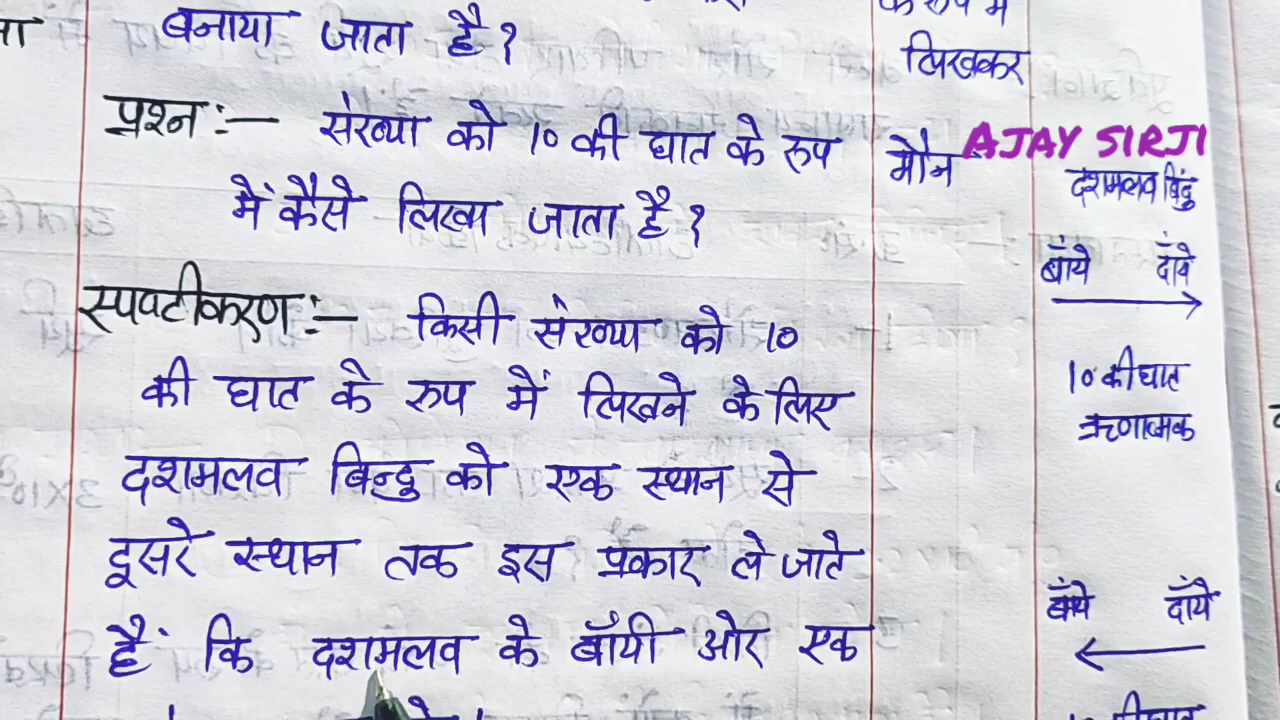 बनाया जाता है?
प्रश्न:- संख्या को 10 की घात के रूप
में कैसे लिखा जाता है?
स्पष्टीकरण:- किसी संख्या को 10
की घात के रूप में लिखने के लिए
दशमलव बिन्दु को एक स्थान से
दूसरे स्थान तक इस प्रकार ले जाते
हैं कि दशमलव के बाँयी ओर एक
के रूप में
लिखकर
मौन
AJAY SIRJI
दशमलव बिंदु
बाँये दाँये
10 की घात
ऋणात्मक
बाँये दाँये